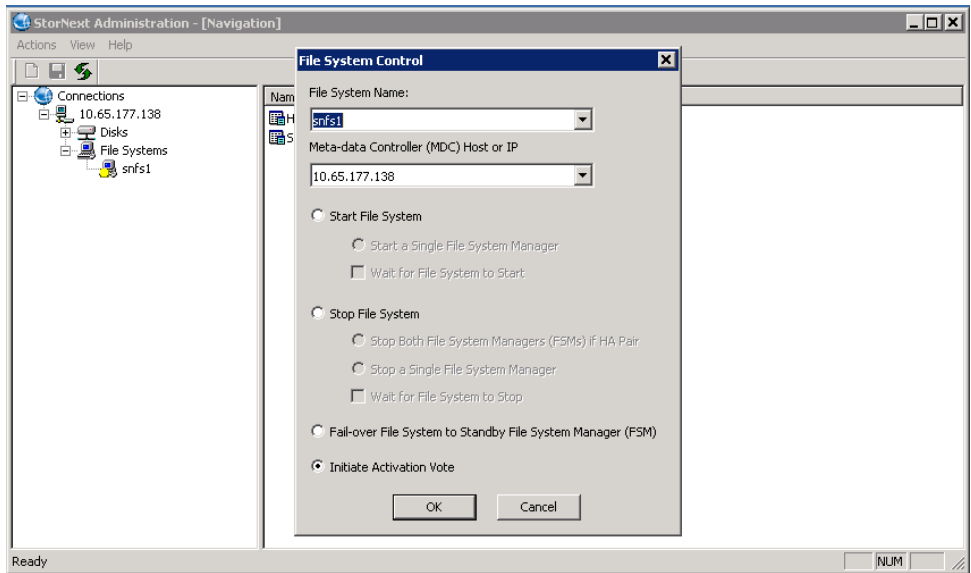 StorNext Administration - [Navigation]
Actions View Help
Connections
10.65.177.138
Disks
File Systems
snfs1
Nam
H
S
File System Control
File System Name:
snfs1
Meta-data Controller (MDC) Host or IP
10.65.177.138
Start File System
Start a Single File System Manager
Wait for File System to Start
Stop File System
Stop Both File System Managers (FSMs) if HA Pair
Stop a Single File System Manager
Wait for File System to Stop
Fail-over File System to Standby File System Manager (FSM)
Initiate Activation Vote
OK Cancel
Ready NUM